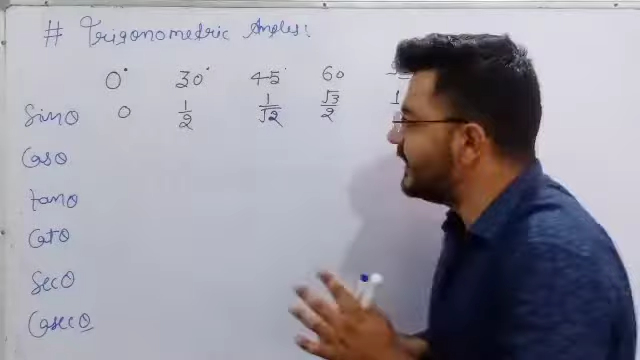 # Trigonometric Angles:
0° 30° 45° 60
Sinθ 0 1/2 1/√2 √3/2 1
Cosθ
tanθ
Cotθ
Secθ
Cosecθ